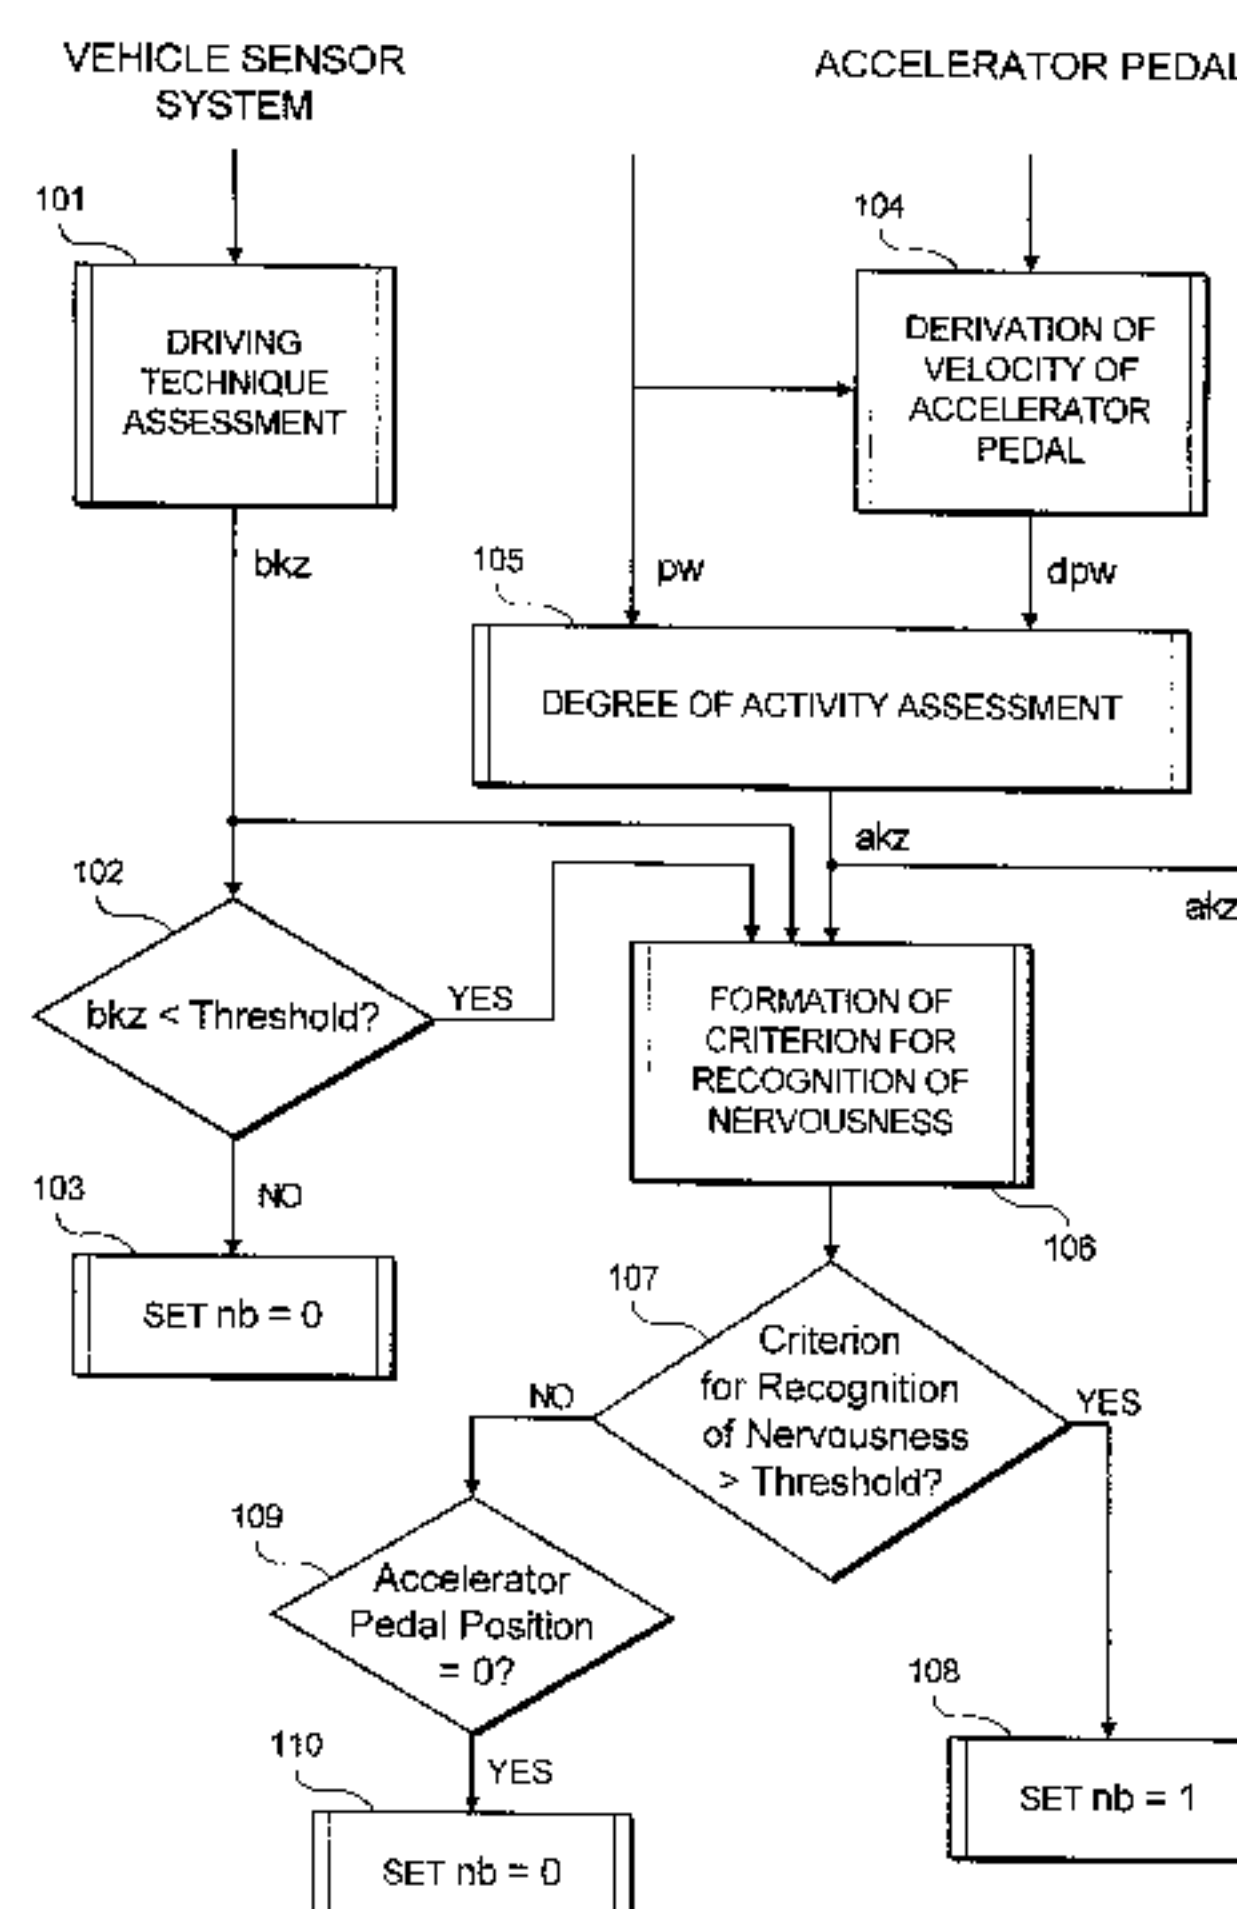 VEHICLE SENSOR
SYSTEM
ACCELERATOR PEDAL
101
104
DRIVING
TECHNIQUE
ASSESSMENT
DERIVATION OF
VELOCITY OF
ACCELERATOR
PEDAL
bkz
105
pw
dpw
DEGREE OF ACTIVITY ASSESSMENT
akz
akz
102
bkz < Threshold?
YES
FORMATION OF
CRITERION FOR
RECOGNITION OF
NERVOUSNESS
103
NO
106
SET nb = 0
107
Criterion
for Recognition
of Nervousness
> Threshold?
NO
YES
109
Accelerator
Pedal Position
= 0?
108
110
YES
SET nb = 1
SET nb = 0